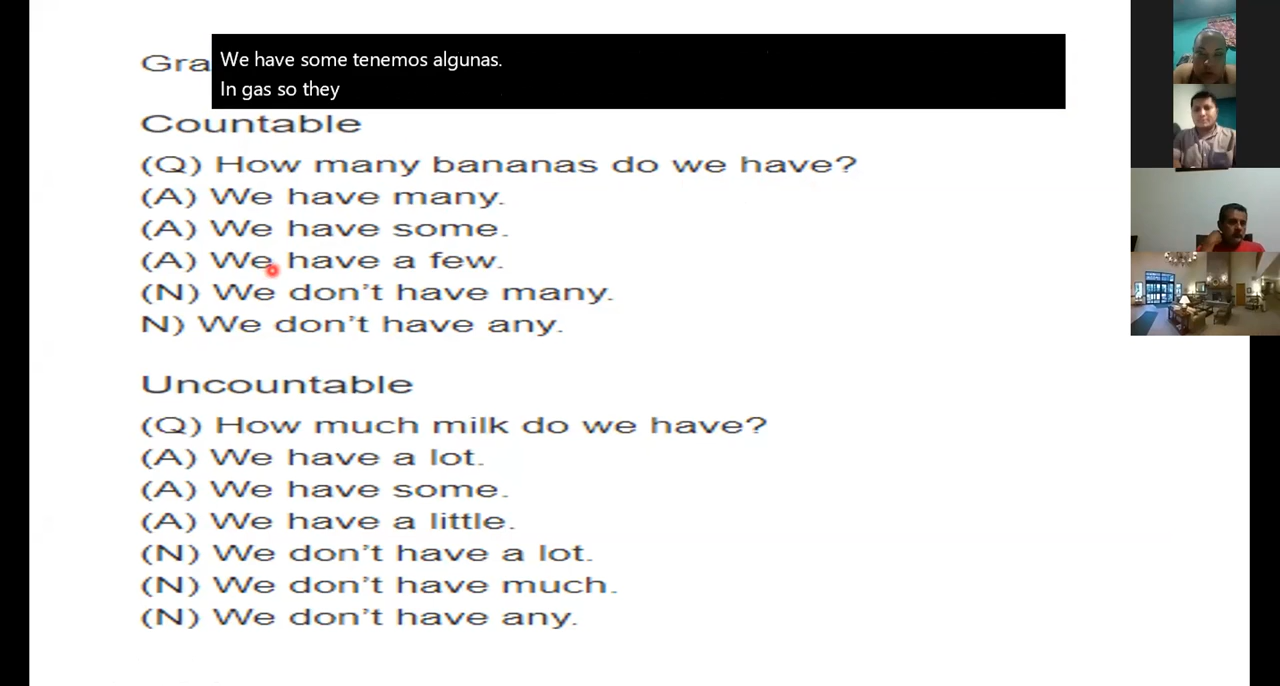 We have some tenemos algunas.
In gas so they
Gra
Countable
(Q) How many bananas do we have?
(A) We have many.
(A) We have some.
(A) We have a few.
(N) We don't have many.
N) We don't have any.
Uncountable
(Q) How much milk do we have?
(A) We have a lot.
(A) We have some.
(A) We have a little.
(N) We don't have a lot.
(N) We don't have much.
(N) We don't have any.